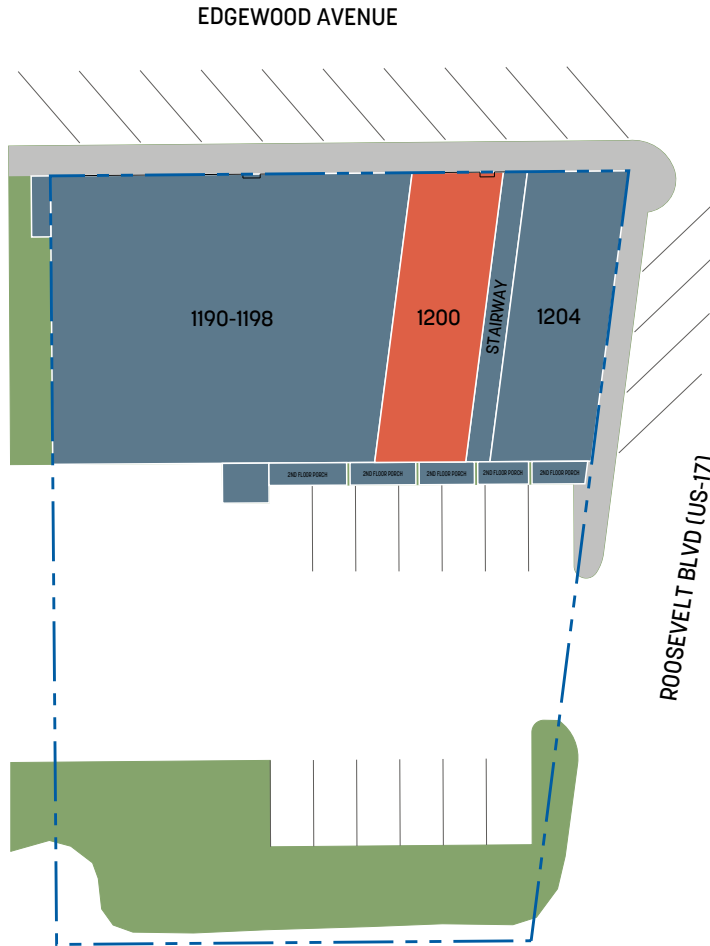 EDGEWOOD AVENUE
1190-1198
1200
STAIRWAY
1204
2ND FLOOR PORCH
2ND FLOOR PORCH
2ND FLOOR PORCH
2ND FLOOR PORCH
2ND FLOOR PORCH
ROOSEVELT BLVD (US-17)